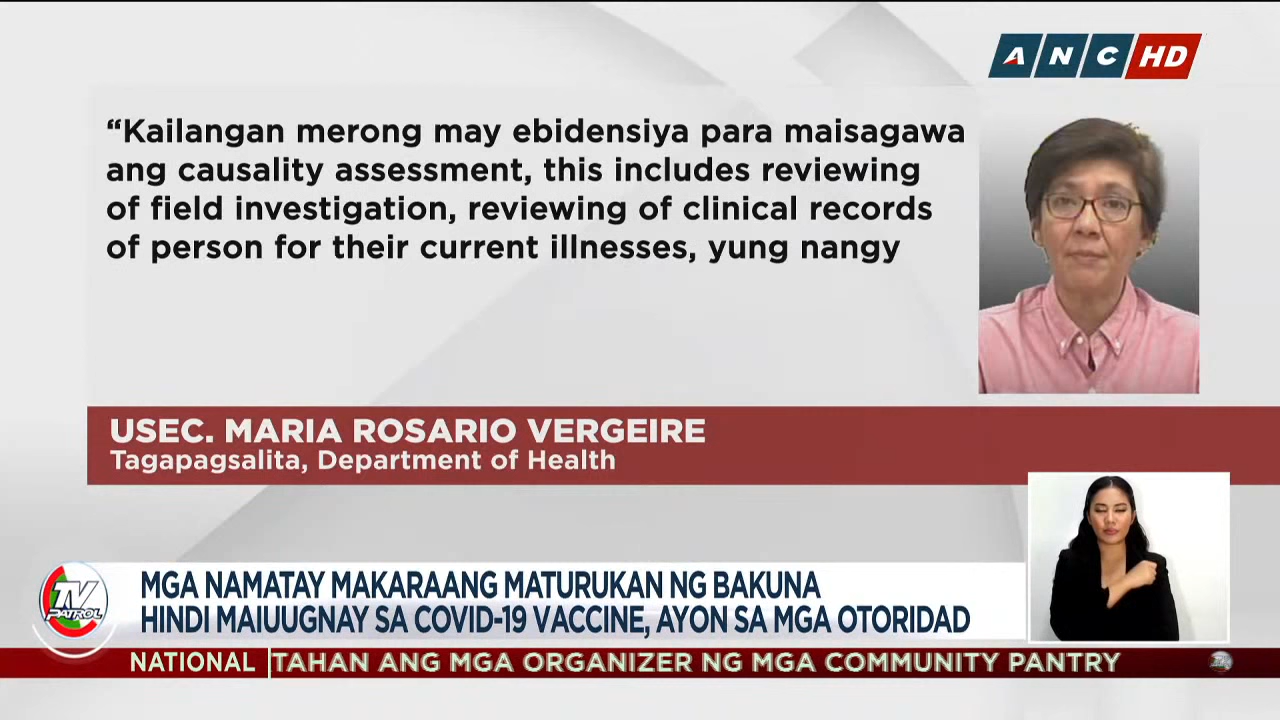 ANC HD
“Kailangan merong may ebidensiya para maisagawa
ang causality assessment, this includes reviewing
of field investigation, reviewing of clinical records
of person for their current illnesses, yung nangy
USEC. MARIA ROSARIO VERGEIRE
Tagapagsalita, Department of Health
TV PATROL
MGA NAMATAY MAKARAANG MATURUKAN NG BAKUNA
HINDI MAIUUGNAY SA COVID-19 VACCINE, AYON SA MGA OTORIDAD
NATIONAL TAHAN ANG MGA ORGANIZER NG MGA COMMUNITY PANTRY